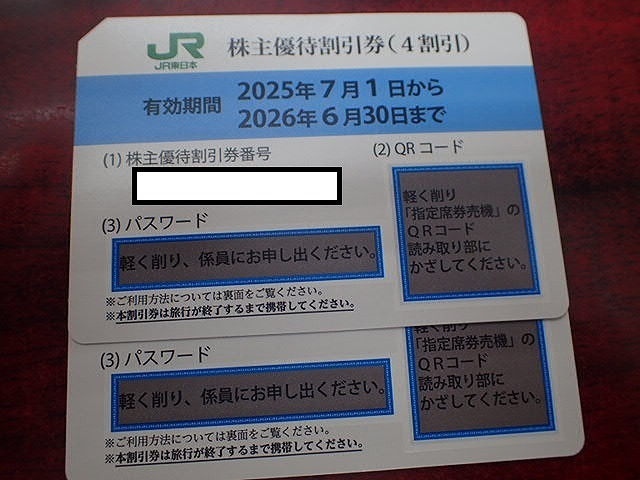 JR
JR東日本
株主優待割引券(4割引)
有効期間
2025年7月1日から
2026年6月30日まで
(1) 株主優待割引券番号
(2) QRコード
軽く削り
「指定席券売機」の
QRコード
読み取り部に
かざしてください。
(3) パスワード
軽く削り、係員にお申し出ください。
※ご利用方法については裏面をご覧ください。
※本割引券は旅行が終了するまで携帯してください。
(3) パスワード
軽く削り、係員にお申し出ください。
軽く削り
「指定席券売機」の
QRコード
読み取り部に
かざしてください。
※ご利用方法については裏面をご覧ください。
※本割引券は旅行が終了するまで携帯してください。